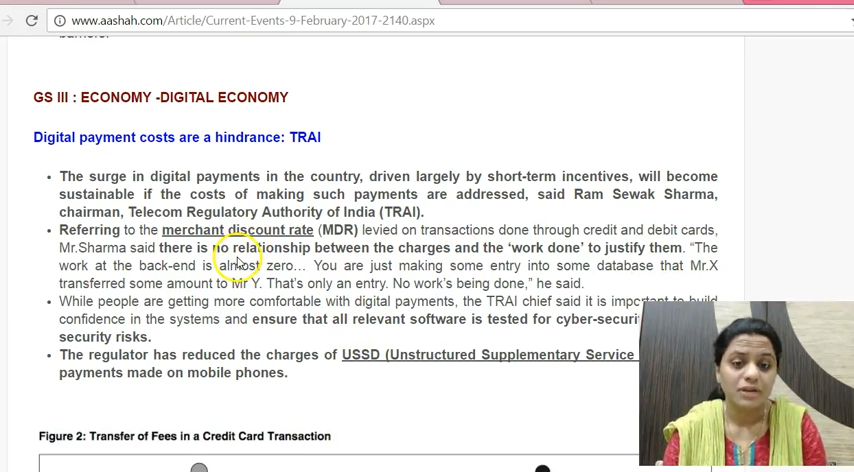 www.aashah.com/Article/Current-Events-9-February-2017-2140.aspx
GS III : ECONOMY -DIGITAL ECONOMY
Digital payment costs are a hindrance: TRAI
• The surge in digital payments in the country, driven largely by short-term incentives, will become
sustainable if the costs of making such payments are addressed, said Ram Sewak Sharma,
chairman, Telecom Regulatory Authority of India (TRAI).
• Referring to the merchant discount rate (MDR) levied on transactions done through credit and debit cards,
Mr.Sharma said there is no relationship between the charges and the ‘work done’ to justify them. “The
work at the back-end is almost zero… You are just making some entry into some database that Mr.X
transferred some amount to Mr Y. That’s only an entry. No work’s being done,” he said.
• While people are getting more comfortable with digital payments, the TRAI chief said it is important to build
confidence in the systems and ensure that all relevant software is tested for
security risks.
• The regulator has reduced the charges of USSD (Unstructured Supplementary Service
payments made on mobile phones.
Figure 2: Transfer of Fees in a Credit Card Transaction